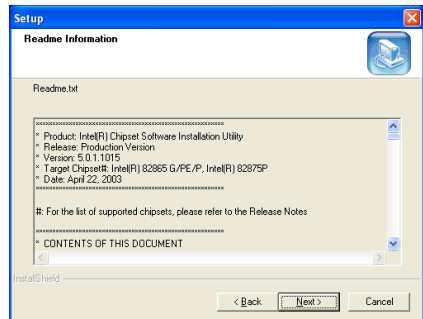 Setup
Readme Information
Readme.txt
************************************************************
* Product: Intel(R) Chipset Software Installation Utility
* Release: Production Version
* Version: 5.0.1.1015
* Target Chipset#: Intel(R) 82865 G/PE/P, Intel(R) 82875P
* Date: April 22, 2003
************************************************************
#: For the list of supported chipsets, please refer to the Release Notes
************************************************************
* CONTENTS OF THIS DOCUMENT
InstallShield
< Back Next > Cancel